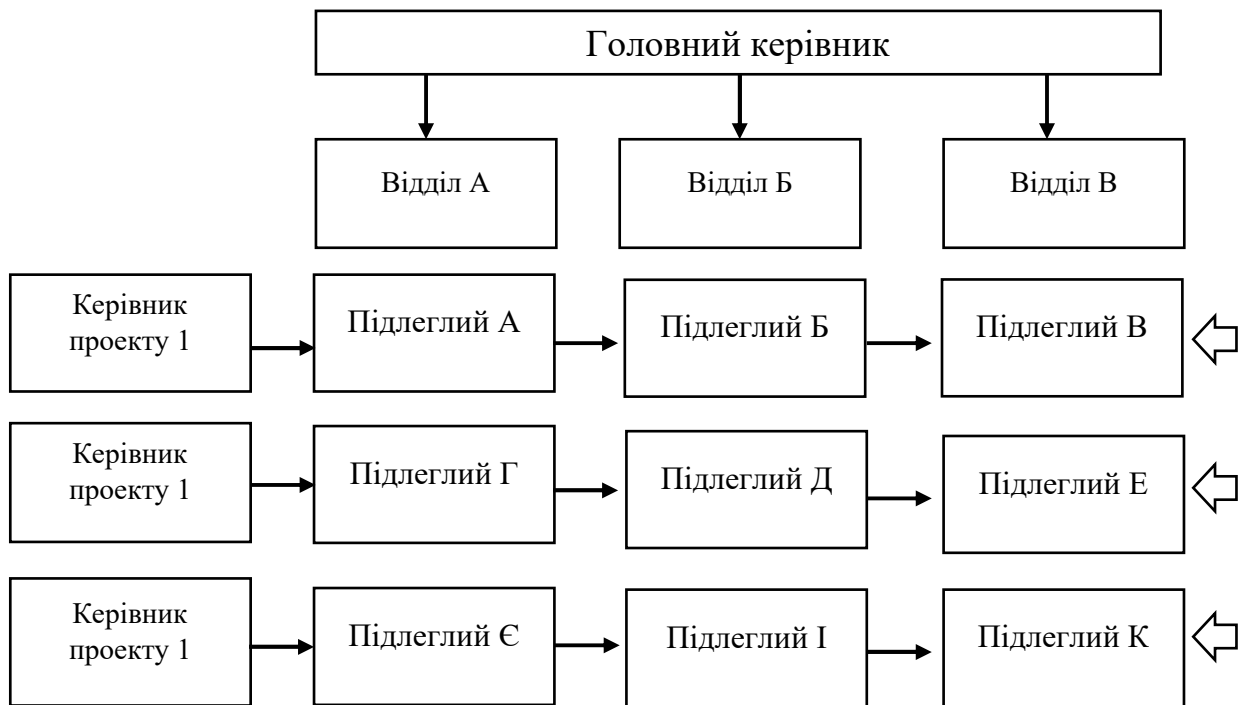 Головний керівник
Відділ А
Відділ Б
Відділ В
Керівник
проекту 1
Підлеглий А
Підлеглий Б
Підлеглий В
Керівник
проекту 1
Підлеглий Г
Підлеглий Д
Підлеглий Е
Керівник
проекту 1
Підлеглий Є
Підлеглий І
Підлеглий К